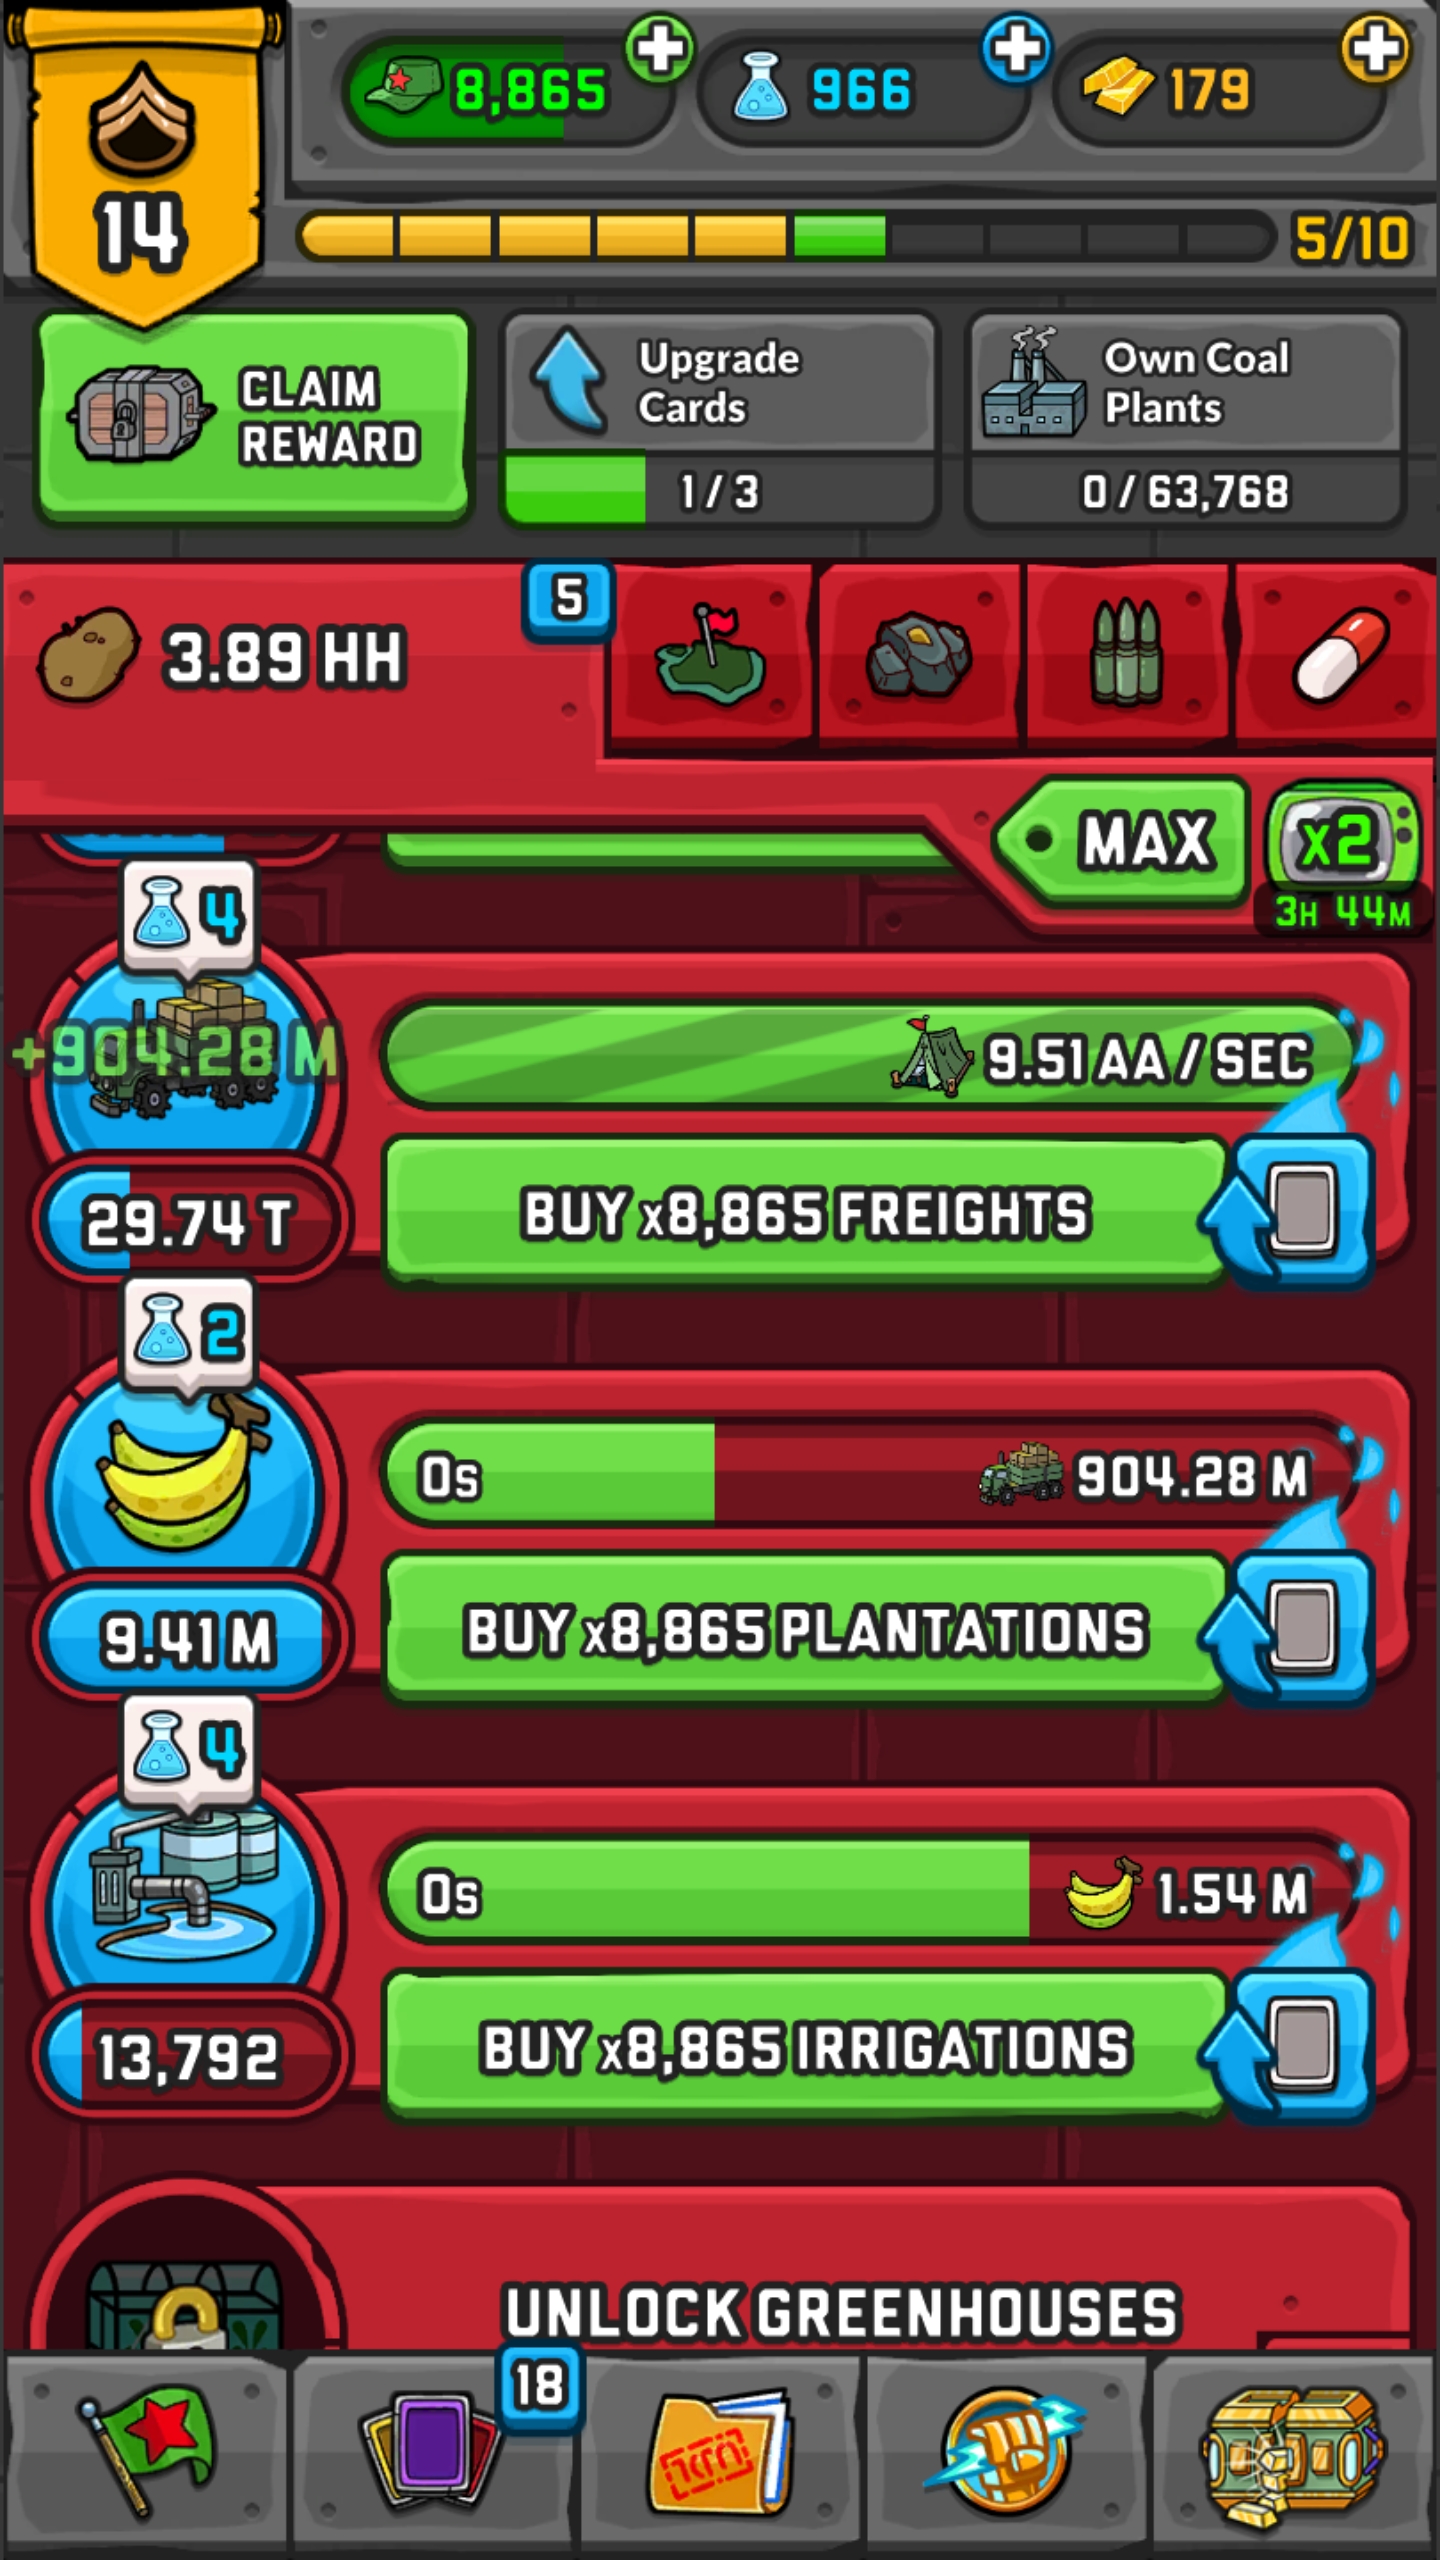 8,865
966
179
14
5/10
CLAIM
REWARD
Upgrade
Cards
1 / 3
Own Coal
Plants
0 / 63,768
5
3.89 HH
MAX
x2
3H 44M
4
+904.28 M
9.51 AA / SEC
29.74 T
BUY x8,865 FREIGHTS
2
0s
904.28 M
9.41 M
BUY x8,865 PLANTATIONS
4
0s
1.54 M
13,792
BUY x8,865 IRRIGATIONS
UNLOCK GREENHOUSES
18